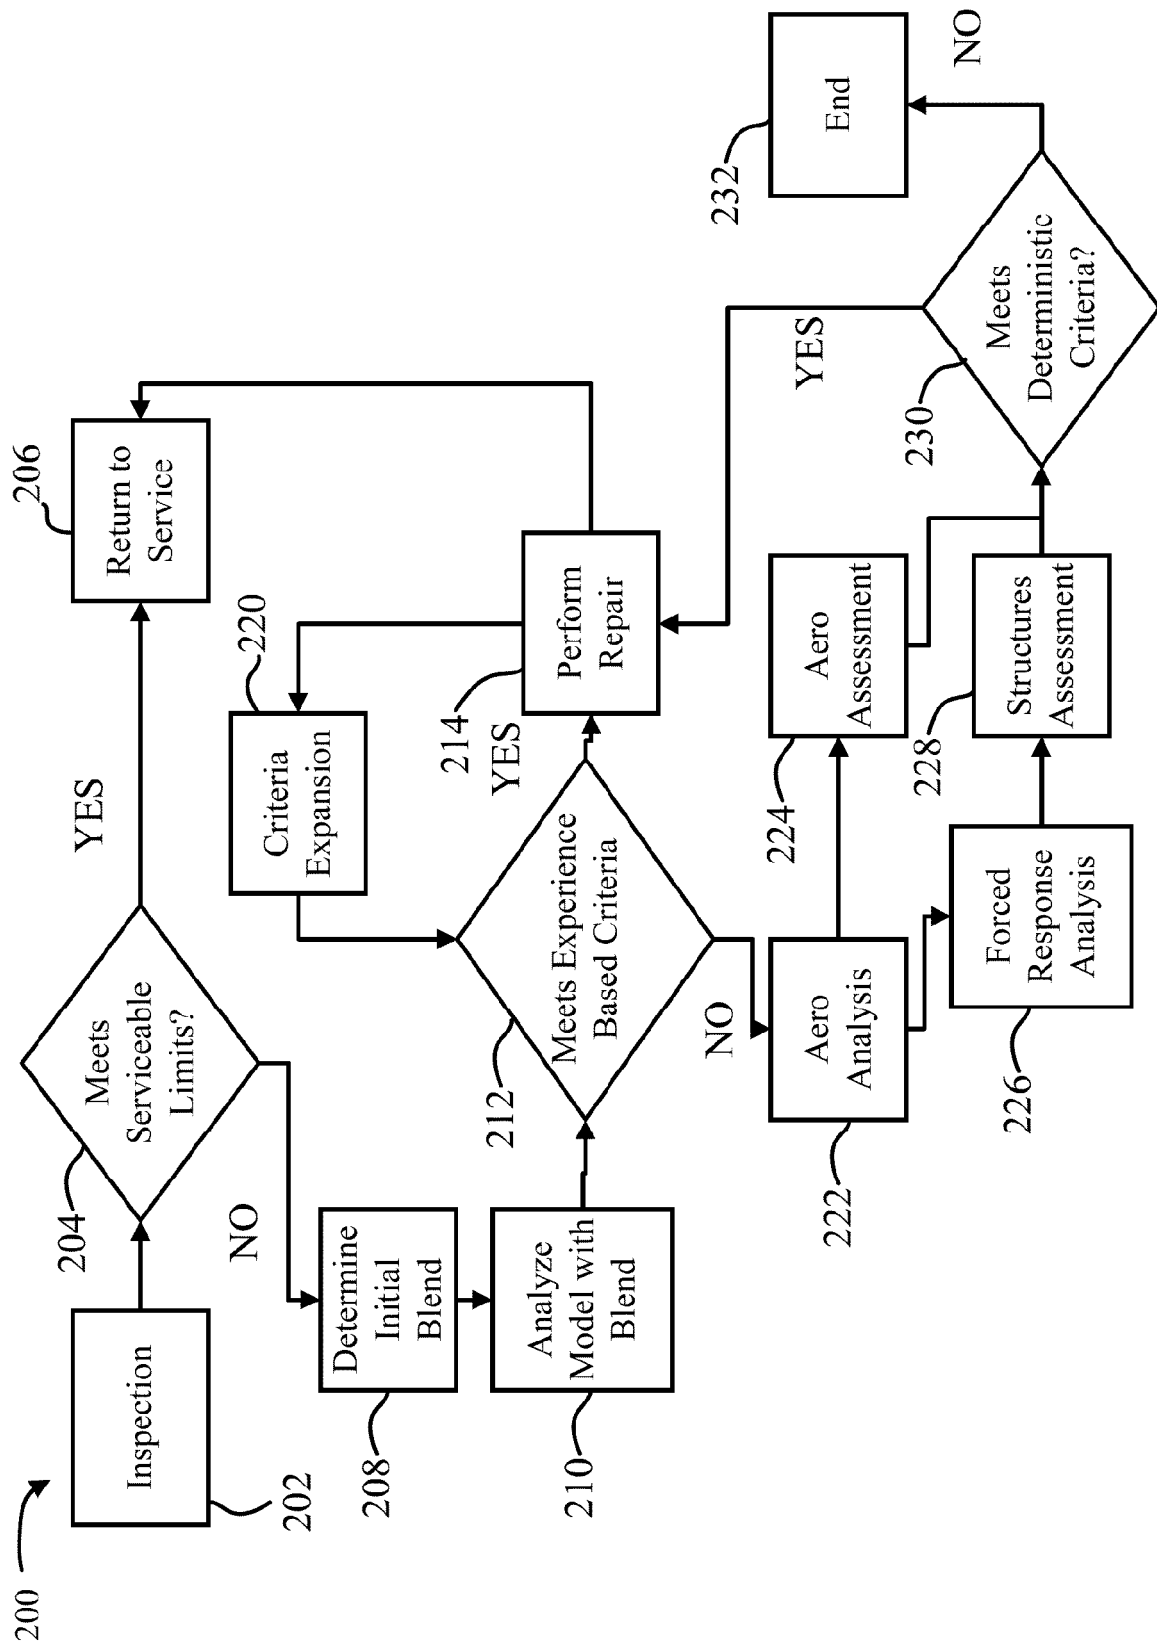 200
Inspection
202
Meets
Serviceable
Limits?
204
YES
Return to
Service
206
NO
Determine
Initial
Blend
208
Analyze
Model with
Blend
210
Meets Experience
Based Criteria
212
YES
Perform
Repair
214
Criteria
Expansion
220
NO
Aero
Analysis
222
Aero
Assessment
224
Forced
Response
Analysis
226
Structures
Assessment
228
Meets
Deterministic
Criteria?
230
YES
NO
End
232